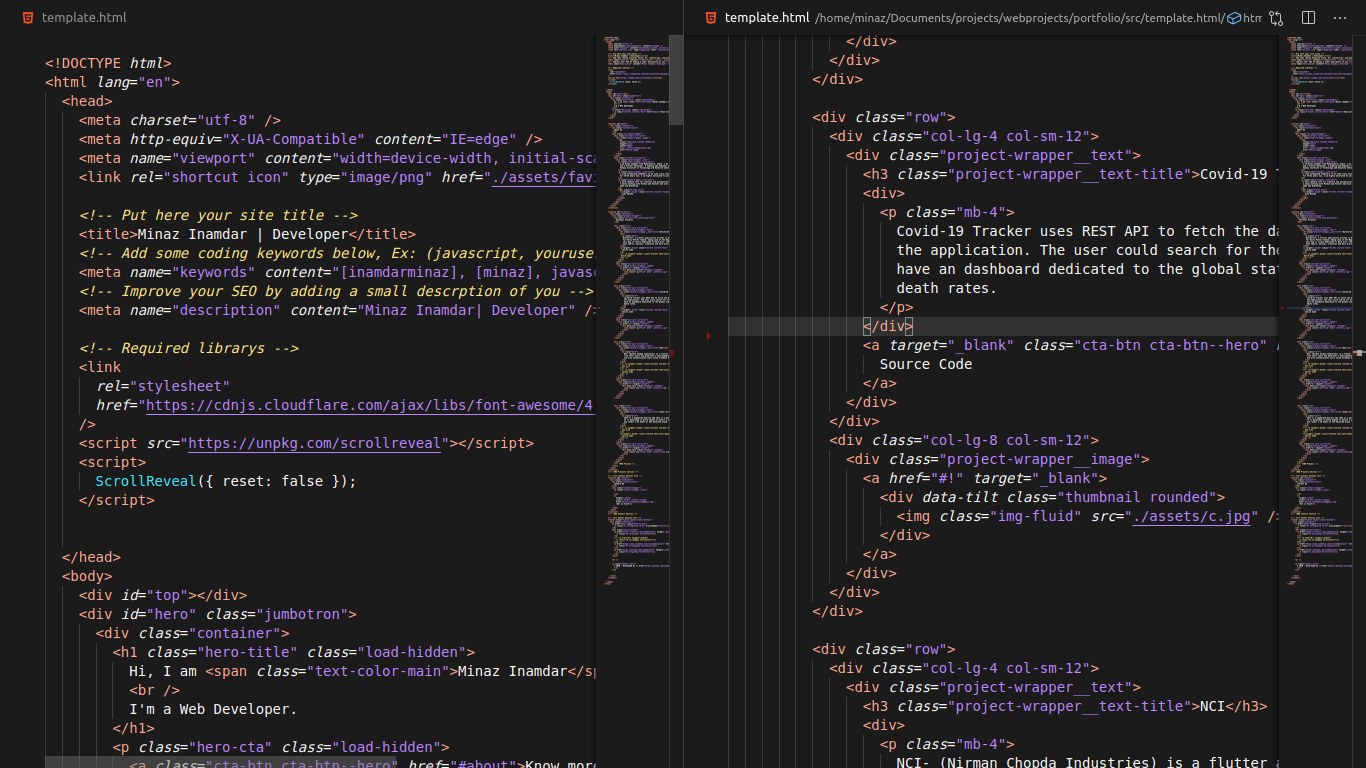 template.html
<!DOCTYPE html>
<html lang="en">
<head>
<meta charset="utf-8" />
<meta http-equiv="X-UA-Compatible" content="IE=edge" />
<meta name="viewport" content="width=device-width, initial-sca
<link rel="shortcut icon" type="image/png" href="./assets/favi
<!-- Put here your site title -->
<title>Minaz Inamdar | Developer</title>
<!-- Add some coding keywords below, Ex: (javascript, youruse
<meta name="keywords" content="[inamdarminaz], [minaz], javas
<!-- Improve your SEO by adding a small descrption of you -->
<meta name="description" content="Minaz Inamdar| Developer" />
<!-- Required librarys -->
<link
rel="stylesheet"
href="https://cdnjs.cloudflare.com/ajax/libs/font-awesome/4
/>
<script src="https://unpkg.com/scrollreveal"></script>
<script>
ScrollReveal({ reset: false });
</script>
</head>
<body>
<div id="top"></div>
<div id="hero" class="jumbotron">
<div class="container">
<h1 class="hero-title" class="load-hidden">
Hi, I am <span class="text-color-main">Minaz Inamdar</sp
<br />
I'm a Web Developer.
</h1>
<p class="hero-cta" class="load-hidden">
<a class="cta-btn cta-btn--hero" href="#about">Know more
template.html /home/minaz/Documents/projects/webprojects/portfolio/src/template.html/ htm
</div>
</div>
</div>
<div class="row">
<div class="col-lg-4 col-sm-12">
<div class="project-wrapper__text">
<h3 class="project-wrapper__text-title">Covid-19
<div>
<p class="mb-4">
Covid-19 Tracker uses REST API to fetch the da
the application. The user could search for the
have an dashboard dedicated to the global stat
death rates.
</p>
</div>
<a target="_blank" class="cta-btn cta-btn--hero"
Source Code
</a>
</div>
</div>
<div class="col-lg-8 col-sm-12">
<div class="project-wrapper__image">
<a href="#!" target="_blank">
<div data-tilt class="thumbnail rounded">
<img class="img-fluid" src="./assets/c.jpg" />
</div>
</a>
</div>
</div>
</div>
<div class="row">
<div class="col-lg-4 col-sm-12">
<div class="project-wrapper__text">
<h3 class="project-wrapper__text-title">NCI</h3>
<div>
<p class="mb-4">
NCI- (Nirman Chopda Industries) is a flutter a